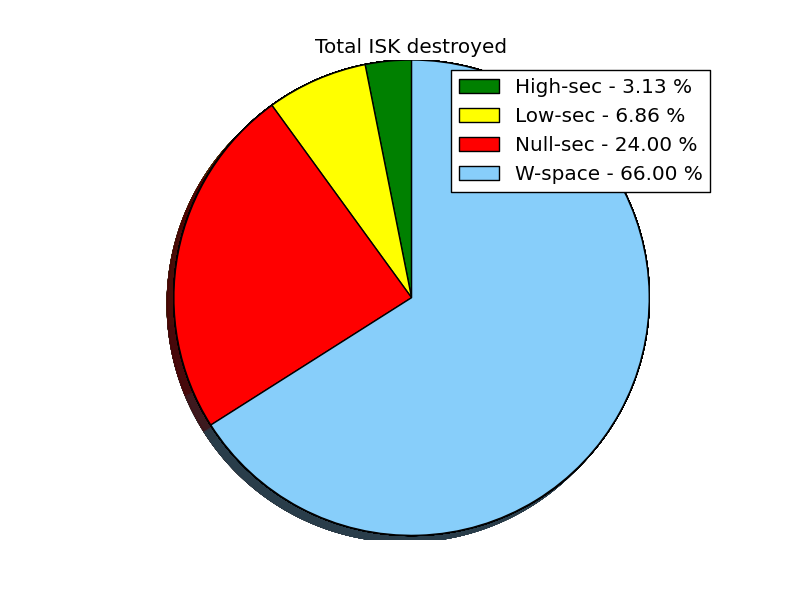 Total ISK destroyed
High-sec - 3.13 %
Low-sec - 6.86 %
Null-sec - 24.00 %
W-space - 66.00 %